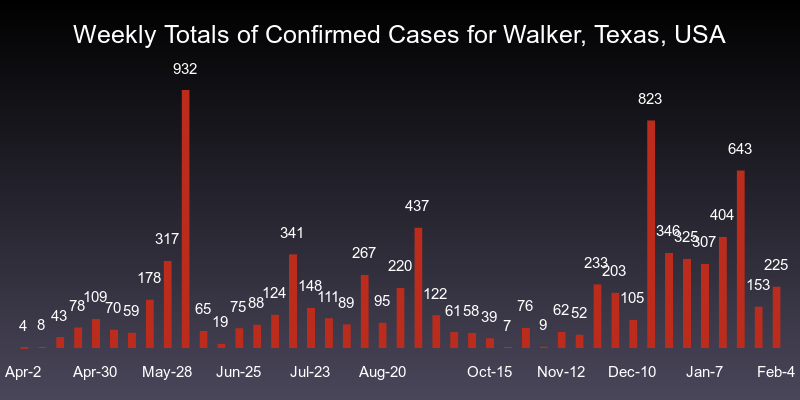 Weekly Totals of Confirmed Cases for Walker, Texas, USA
4 8 43 78 109 70 59 178 317 932 65 19 75 88 124 341 148 111 89 267 95 220 437 122 61 58 39 7 76 9 62 52 233 203 105 823 346 325 307 404 643 153 225
Apr-2 Apr-30 May-28 Jun-25 Jul-23 Aug-20 Oct-15 Nov-12 Dec-10 Jan-7 Feb-4